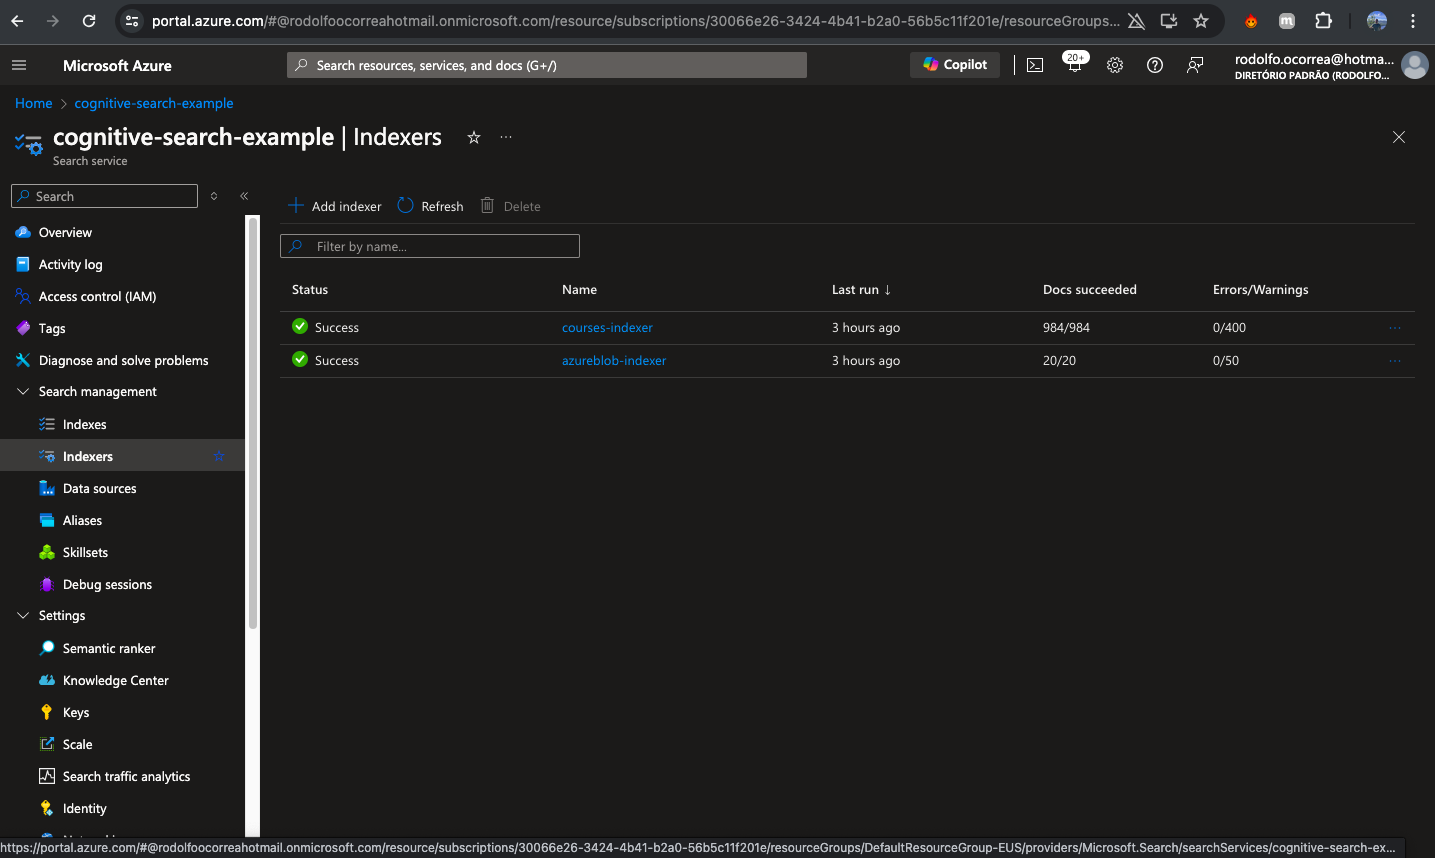 portal.azure.com/#@rodolfoocorreahotmail.onmicrosoft.com/resource/subscriptions/30066e26-3424-4b41-b2a0-56b5c11f201e/resourceGroups...
Microsoft Azure
Search resources, services, and docs (G+/)
Copilot
20+
rodolfo.ocorrea@hotma...
DIRETÓRIO PADRÃO (RODOLFO...
Home > cognitive-search-example
cognitive-search-example | Indexers
Search service
Search
Add indexer
Refresh
Delete
Filter by name...
Status Name Last run ↓ Docs succeeded Errors/Warnings
Success courses-indexer 3 hours ago 984/984 0/400
Success azureblob-indexer 3 hours ago 20/20 0/50
Overview
Activity log
Access control (IAM)
Tags
Diagnose and solve problems
Search management
Indexes
Indexers
Data sources
Aliases
Skillsets
Debug sessions
Settings
Semantic ranker
Knowledge Center
Keys
Scale
Search traffic analytics
Identity
https://portal.azure.com/#@rodolfoocorreahotmail.onmicrosoft.com/resource/subscriptions/30066e26-3424-4b41-b2a0-56b5c11f201e/resourceGroups/DefaultResourceGroup-EUS/providers/Microsoft.Search/searchServices/cognitive-search-ex...